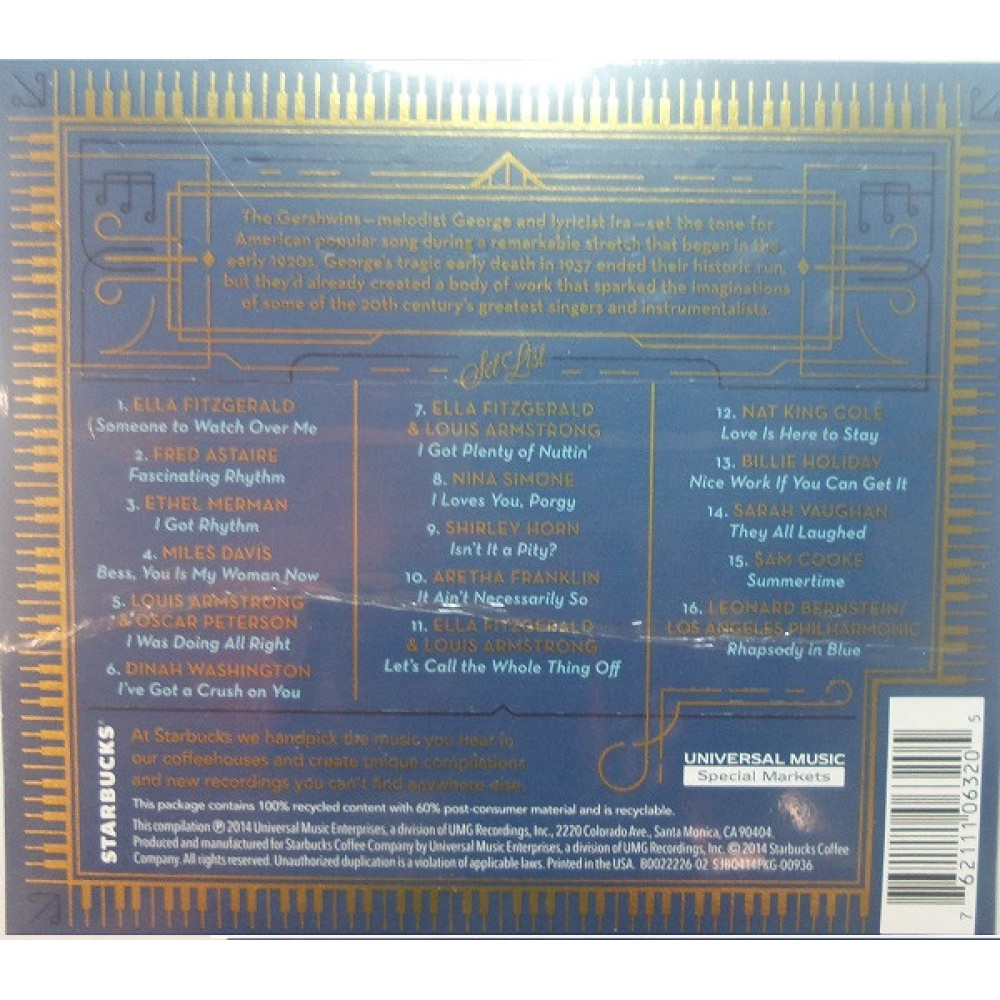 The Gershwins—melodist George and lyricist Ira—set the tone for
American popular song during a remarkable stretch that began in the
early 1920s. George's tragic early death in 1937 ended their historic run,
but they'd already created a body of work that sparked the imaginations
of some of the 20th century's greatest singers and instrumentalists.
Set List
1. ELLA FITZGERALD
Someone to Watch Over Me
2. FRED ASTAIRE
Fascinating Rhythm
3. ETHEL MERMAN
I Got Rhythm
4. MILES DAVIS
Bess, You Is My Woman Now
5. LOUIS ARMSTRONG
& OSCAR PETERSON
I Was Doing All Right
6. DINAH WASHINGTON
I've Got a Crush on You
7. ELLA FITZGERALD
& LOUIS ARMSTRONG
I Got Plenty of Nuttin'
8. NINA SIMONE
I Loves You, Porgy
9. SHIRLEY HORN
Isn't It a Pity?
10. ARETHA FRANKLIN
It Ain't Necessarily So
11. ELLA FITZGERALD
& LOUIS ARMSTRONG
Let's Call the Whole Thing Off
12. NAT KING COLE
Love Is Here to Stay
13. BILLIE HOLIDAY
Nice Work If You Can Get It
14. SARAH VAUGHAN
They All Laughed
15. SAM COOKE
Summertime
16. LEONARD BERNSTEIN/
LOS ANGELES PHILHARMONIC
Rhapsody in Blue
STARBUCKS®
At Starbucks we handpick the music you hear in
our coffeehouses and create unique compilations
and new recordings you can't find anywhere else.
UNIVERSAL MUSIC
Special Markets
This package contains 100% recycled content with 60% post-consumer material and is recyclable.
This compilation ℗ 2014 Universal Music Enterprises, a division of UMG Recordings, Inc., 2220 Colorado Ave., Santa Monica, CA 90404.
Produced and manufactured for Starbucks Coffee Company by Universal Music Enterprises, a division of UMG Recordings, Inc. © 2014 Starbucks Coffee
Company. All rights reserved. Unauthorized duplication is a violation of applicable laws. Printed in the USA. B0022226 02 SJB0414PKG-00936
7 62111 06320 5